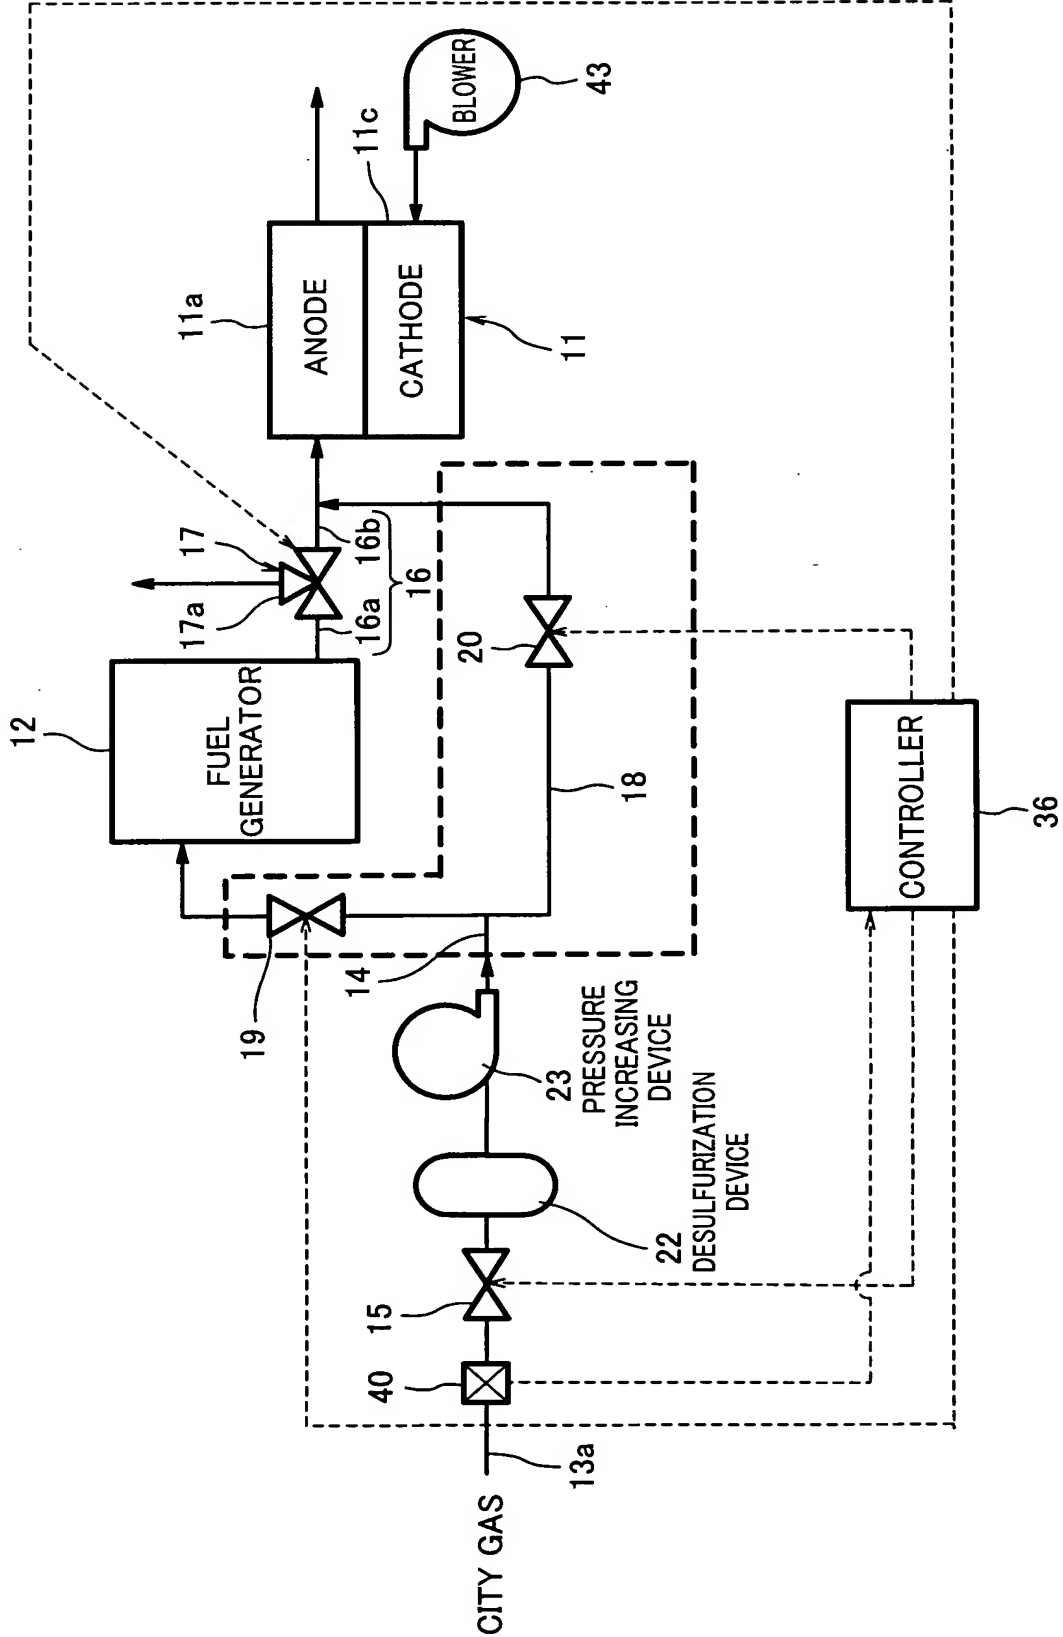 12
FUEL
GENERATOR
17
17a
16a
16b
16
11a
ANODE
CATHODE
11c
11
BLOWER
43
19
14
20
18
CITY GAS
13a
40
15
22
DESULFURIZATION
DEVICE
23
PRESSURE
INCREASING
DEVICE
CONTROLLER
36